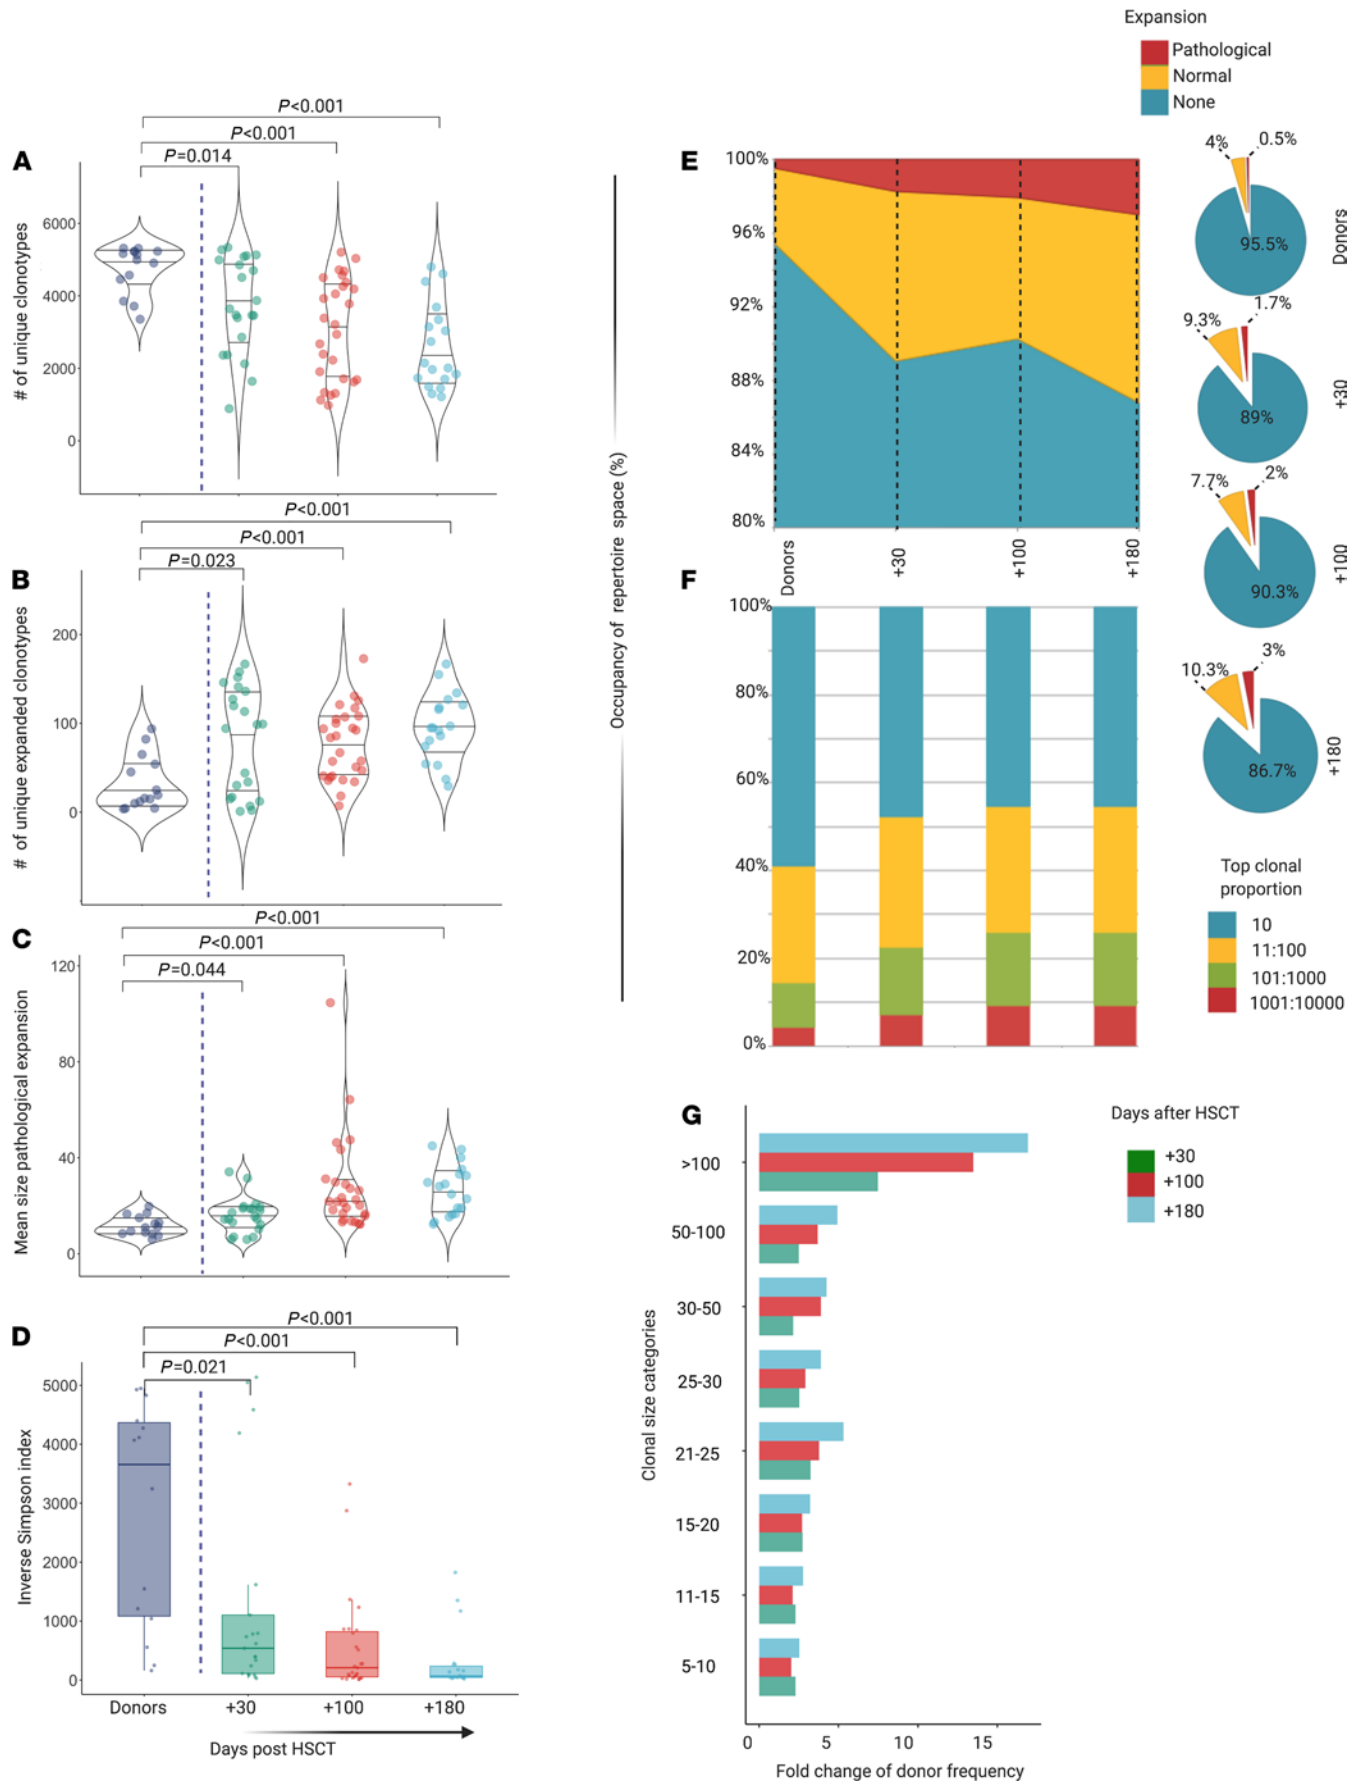 Expansion
Pathological
Normal
None
A
P<0.001
P<0.001
P=0.014
# of unique clonotypes
6000
4000
2000
0
B
P<0.001
P<0.001
P=0.023
# of unique expanded clonotypes
200
100
0
C
P<0.001
P<0.001
P=0.044
Mean size pathological expansion
120
80
40
0
D
P<0.001
P<0.001
P=0.021
Inverse Simpson index
5000
4000
3000
2000
1000
0
Donors
+30
+100
+180
Days post HSCT
Occupancy of repertoire space (%)
E
100%
96%
92%
88%
84%
80%
Donors
+30
+100
+180
4%
0.5%
95.5%
Donors
9.3%
1.7%
89%
+30
7.7%
2%
90.3%
+100
10.3%
3%
86.7%
+180
F
100%
80%
60%
40%
20%
0%
Top clonal
proportion
10
11:100
101:1000
1001:10000
G
Days after HSCT
+30
+100
+180
Clonal size categories
>100
50-100
30-50
25-30
21-25
15-20
11-15
5-10
0
5
10
15
Fold change of donor frequency